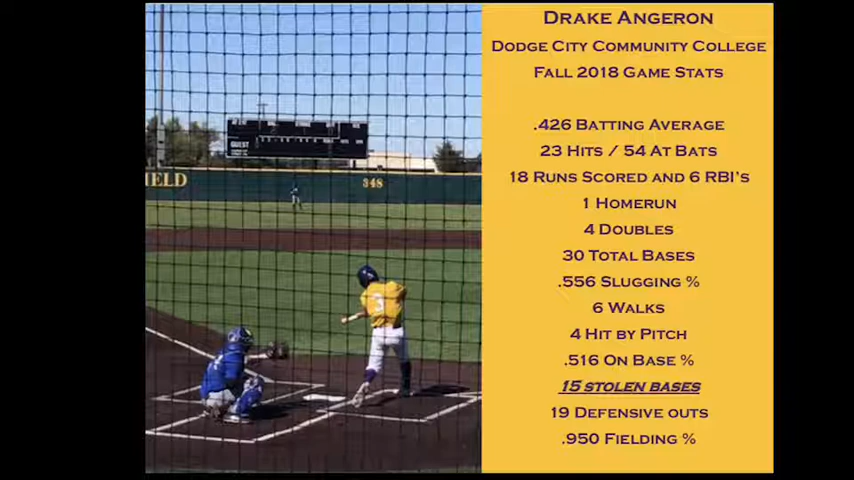 DRAKE ANGERON
DODGE CITY COMMUNITY COLLEGE
FALL 2018 GAME STATS
.426 BATTING AVERAGE
23 HITS / 54 AT BATS
18 RUNS SCORED AND 6 RBI'S
1 HOMERUN
4 DOUBLES
30 TOTAL BASES
.556 SLUGGING %
6 WALKS
4 HIT BY PITCH
.516 ON BASE %
15 STOLEN BASES
19 DEFENSIVE OUTS
.950 FIELDING %
GUEST
IELD
348
3